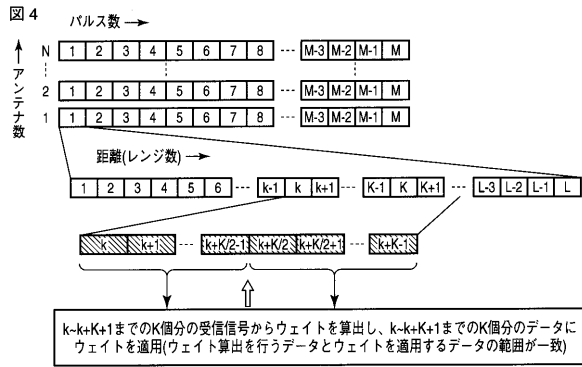 図4
パルス数 →
N 1 2 3 4 5 6 7 8 --- M-3 M-2 M-1 M
2 1 2 3 4 5 6 7 8 --- M-3 M-2 M-1 M
1 1 2 3 4 5 6 7 8 --- M-3 M-2 M-1 M
アンテナ数 →
距離(レンジ数) →
1 2 3 4 5 6 --- k-1 k k+1 --- K-1 K K+1 --- L-3 L-2 L-1 L
k k+1 --- k+K/2-1 k+K/2 k+K/2+1 --- k+K-1
k~k+K+1までのK個分の受信信号からウェイトを算出し、k~k+K+1までのK個分のデータに
ウェイトを適用(ウェイト算出を行うデータとウェイトを適用するデータの範囲が一致)